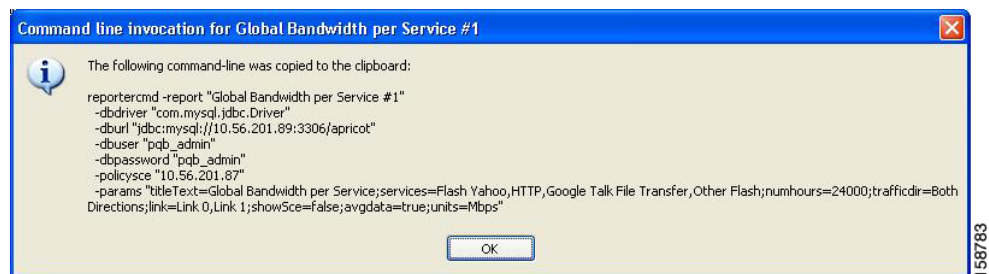 Command line invocation for Global Bandwidth per Service #1
The following command-line was copied to the clipboard:
reportercmd -report "Global Bandwidth per Service #1"
-dbdriver "com.mysql.jdbc.Driver"
-dburl "jdbc:mysql://10.56.201.89:3306/apricot"
-dbuser "pqb_admin"
-dbpassword "pqb_admin"
-policysce "10.56.201.87"
-params "titleText=Global Bandwidth per Service;services=Flash Yahoo,HTTP,Google Talk File Transfer,Other Flash;numhours=24000;trafficdir=Both
Directions;link=Link 0,Link 1;showSce=false;avgdata=true;units=Mbps"
OK
158783